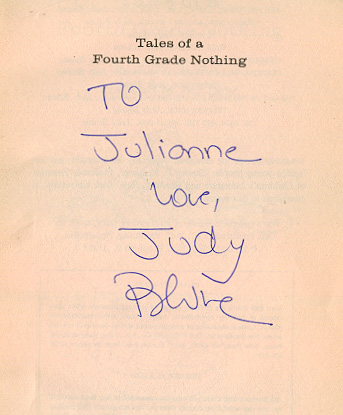 Tales of a
Fourth Grade Nothing
TO
Julianne
Love,
Judy
Blume